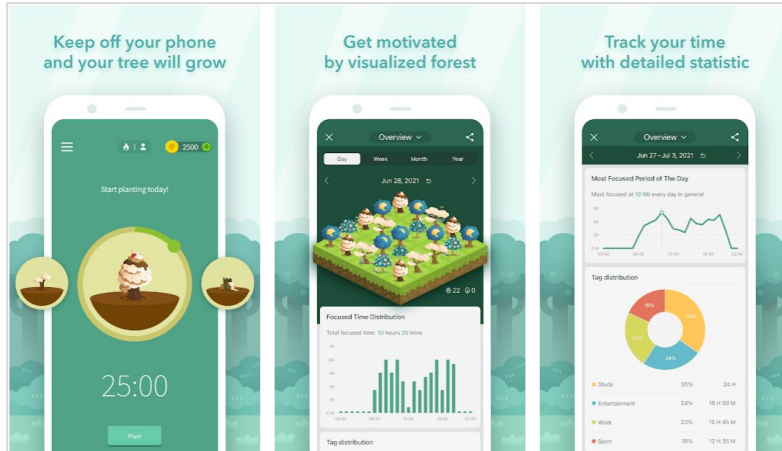 Keep off your phone
and your tree will grow
2500
Start planting today!
25:00
Plant
Get motivated
by visualized forest
Overview
Day Week Month Year
Jun 28, 2021
22 0
Focused Time Distribution
Total focused time: 10 hours 20 mins
Tag distribution
Track your time
with detailed statistic
Overview
Jun 27 – Jul 3, 2021
Most Focused Period of The Day
Most focused at 10:00 every day in general
Tag distribution
18%
24%
Study 35% 24 H
Entertainment 24% 16 H 50 M
Work 23% 15 H 45 M
Sport 18% 12 H 35 M